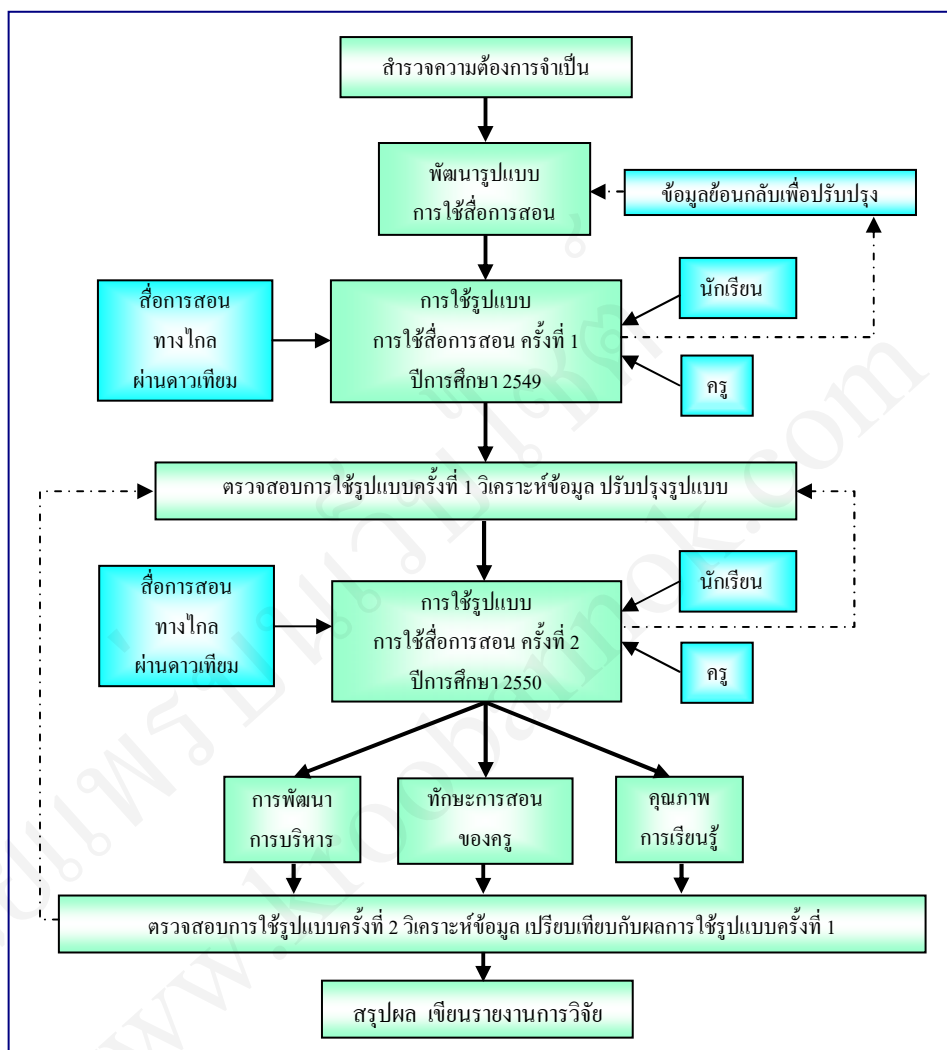 สำรวจความต้องการจำเป็น
พัฒนารูปแบบ
การใช้สื่อการสอน
ข้อมูลย้อนกลับเพื่อปรับปรุง
สื่อการสอน
ทางไกล
ผ่านดาวเทียม
การใช้รูปแบบ
การใช้สื่อการสอน ครั้งที่ 1
ปีการศึกษา 2549
นักเรียน
ครู
ตรวจสอบการใช้รูปแบบครั้งที่ 1 วิเคราะห์ข้อมูล ปรับปรุงรูปแบบ
สื่อการสอน
ทางไกล
ผ่านดาวเทียม
การใช้รูปแบบ
การใช้สื่อการสอน ครั้งที่ 2
ปีการศึกษา 2550
นักเรียน
ครู
การพัฒนา
การบริหาร
ทักษะการสอน
ของครู
คุณภาพ
การเรียนรู้
ตรวจสอบการใช้รูปแบบครั้งที่ 2 วิเคราะห์ข้อมูล เปรียบเทียบกับผลการใช้รูปแบบครั้งที่ 1
สรุปผล เขียนรายงานการวิจัย
www.kroobannok.com